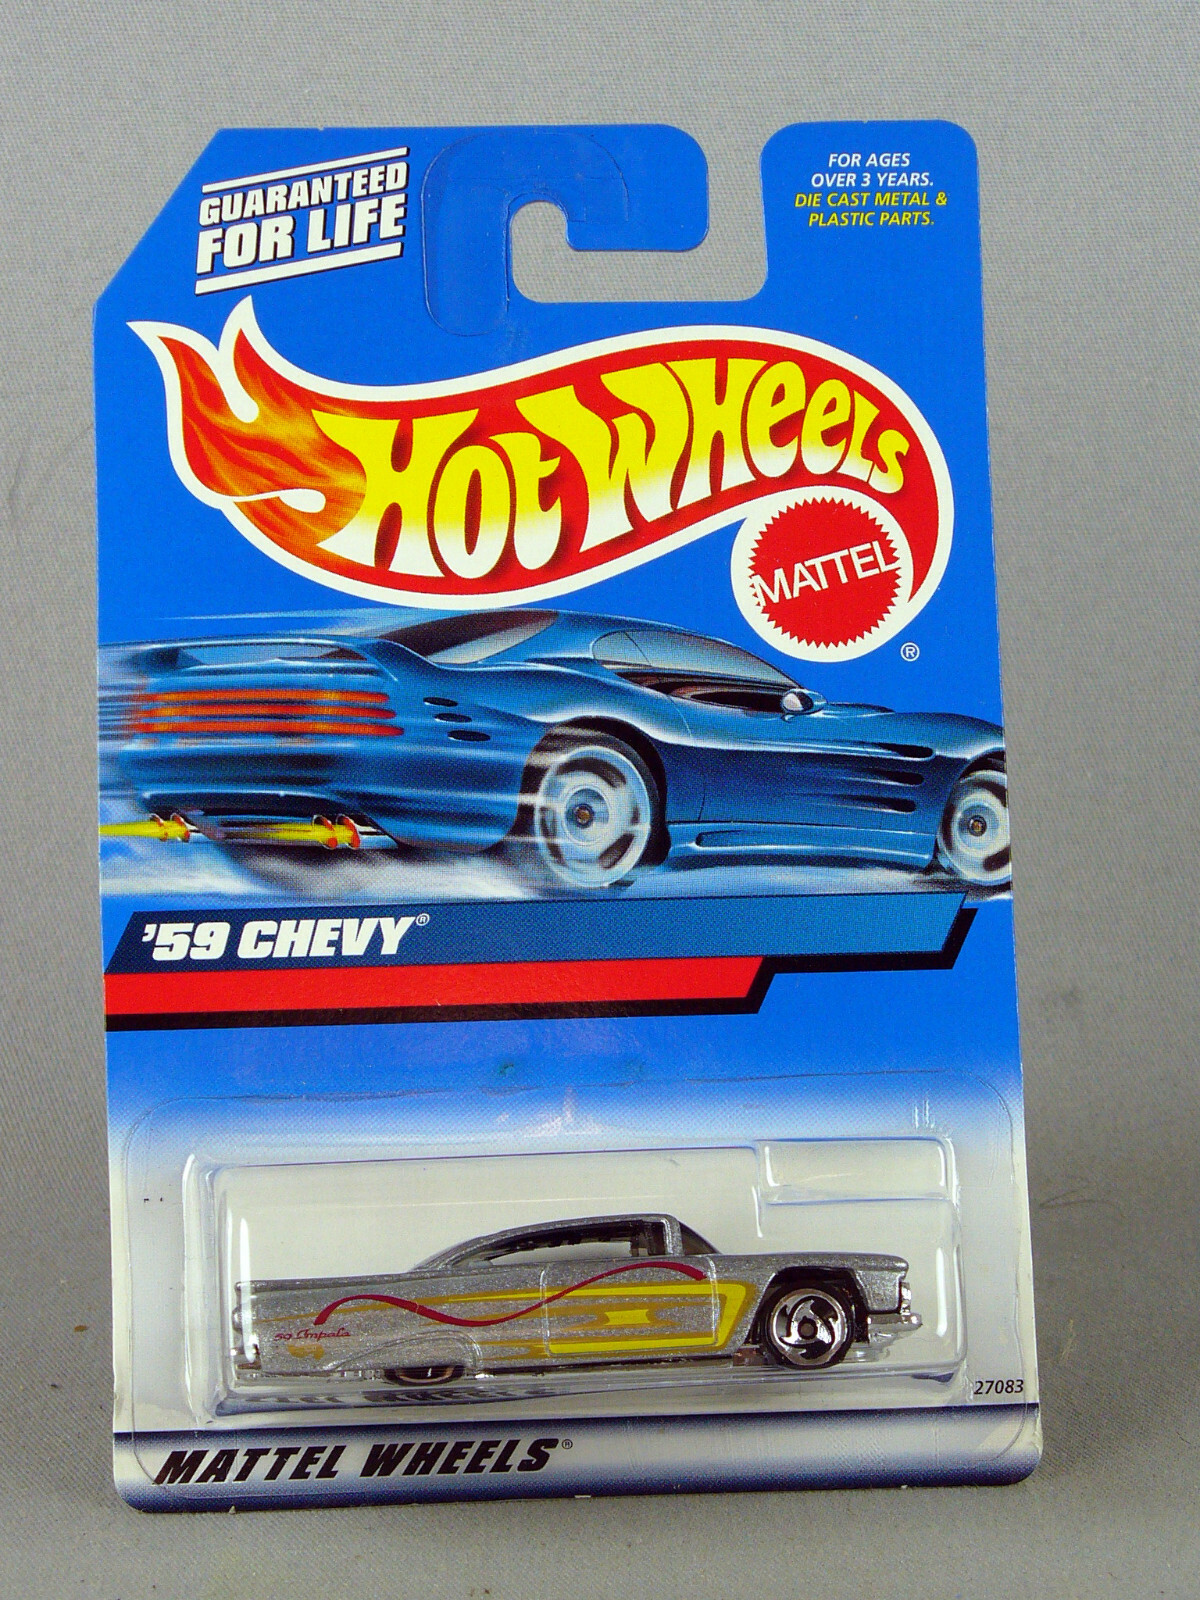 GUARANTEED
FOR LIFE
FOR AGES
OVER 3 YEARS.
DIE CAST METAL &
PLASTIC PARTS.
HOT WHEELS
MATTEL
®
'59 CHEVY®
59 Impala
27083
MATTEL WHEELS®